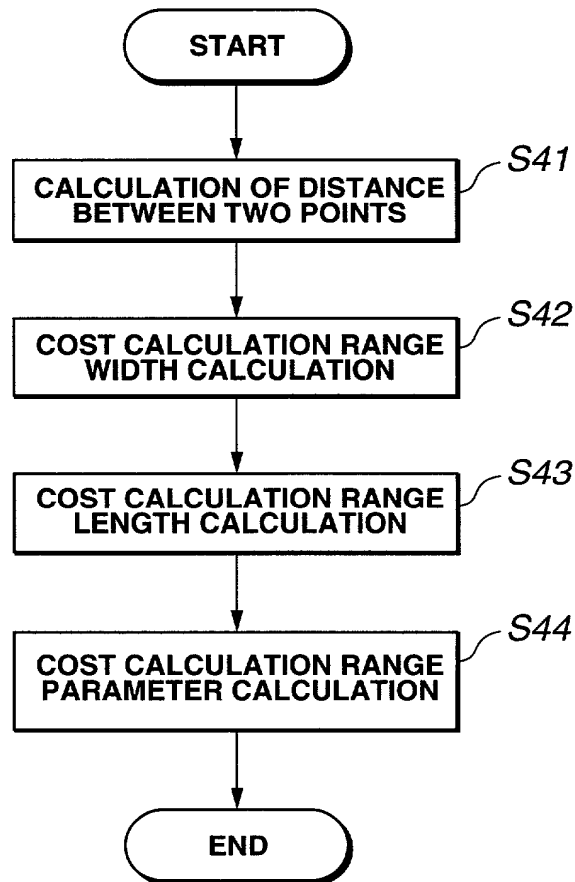 START
S41
CALCULATION OF DISTANCE
BETWEEN TWO POINTS
S42
COST CALCULATION RANGE
WIDTH CALCULATION
S43
COST CALCULATION RANGE
LENGTH CALCULATION
S44
COST CALCULATION RANGE
PARAMETER CALCULATION
END